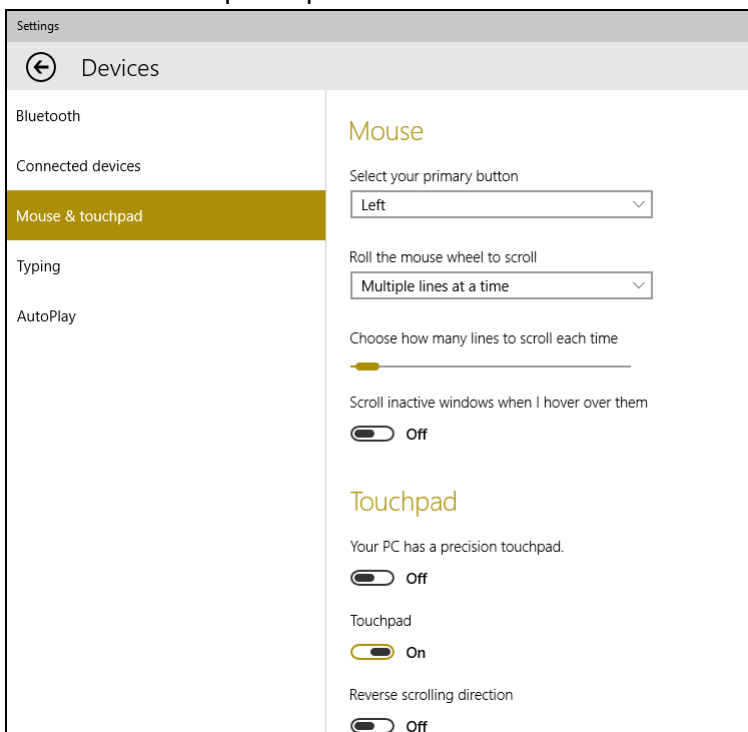 Settings
Devices
Bluetooth
Connected devices
Mouse & touchpad
Typing
AutoPlay
Mouse
Select your primary button
Left
Roll the mouse wheel to scroll
Multiple lines at a time
Choose how many lines to scroll each time
Scroll inactive windows when I hover over them
Off
Touchpad
Your PC has a precision touchpad.
Off
Touchpad
On
Reverse scrolling direction
Off